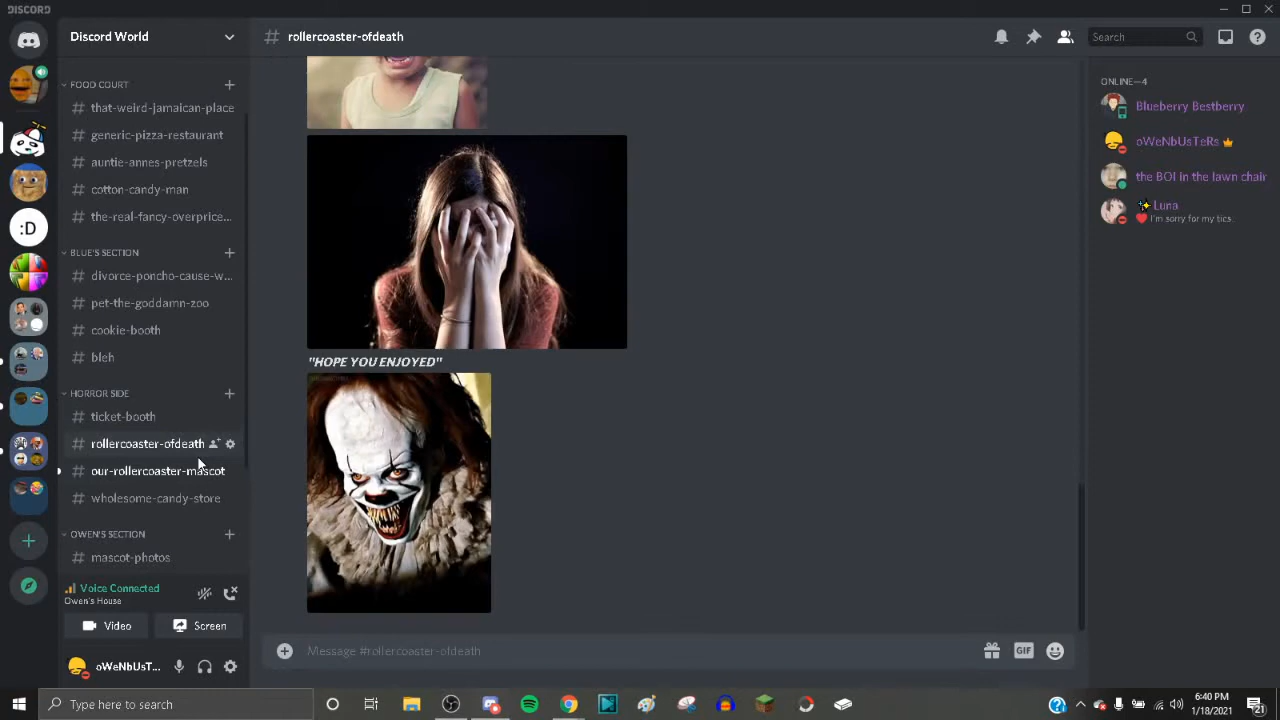 DISCORD
Discord World
# rollercoaster-ofdeath
Search
FOOD COURT
# that-weird-jamaican-place
# generic-pizza-restaurant
# auntie-annes-pretzels
# cotton-candy-man
# the-real-fancy-overprice...
BLUE'S SECTION
# divorce-poncho-cause-w...
# pet-the-goddamn-zoo
# cookie-booth
# bleh
HORROR SIDE
# ticket-booth
# rollercoaster-ofdeath
# our-rollercoaster-mascot
# wholesome-candy-store
OWEN'S SECTION
# mascot-photos
Voice Connected
Owen's House
Video
Screen
oWeNbUsT...
:D
"HOPE YOU ENJOYED"
Message #rollercoaster-ofdeath
GIF
ONLINE—4
Blueberry Bestberry
oWeNbUsTeRs
the BOI in the lawn chair
✨ Luna
❤️ I'm sorry for my tics.
Type here to search
6:40 PM
1/18/2021
21